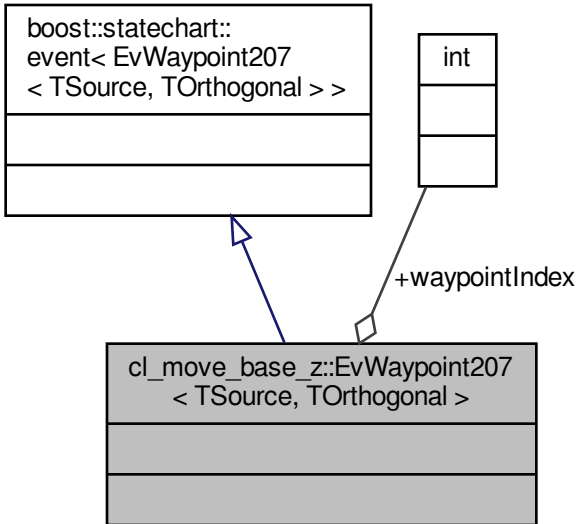 boost::statechart::
event< EvWaypoint207
< TSource, TOrthogonal > >
int
+waypointIndex
cl_move_base_z::EvWaypoint207
< TSource, TOrthogonal >